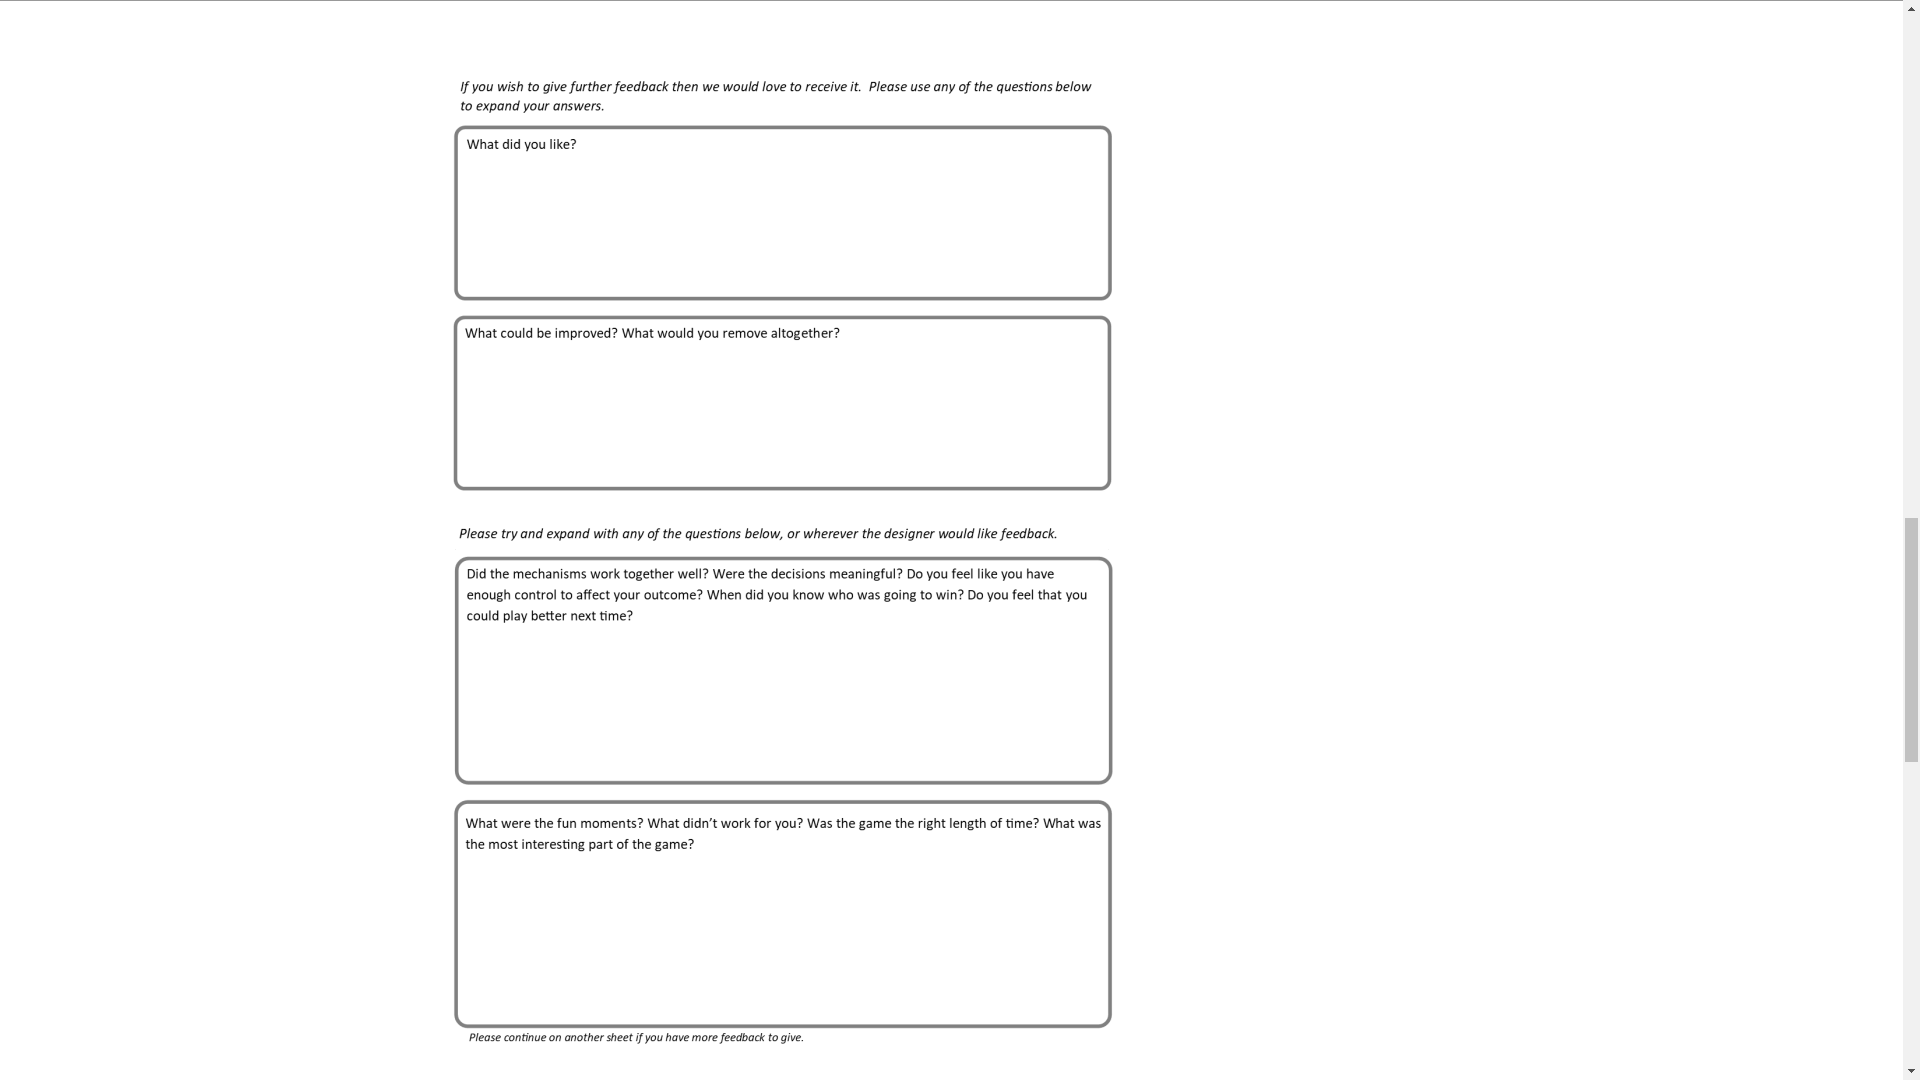 If you wish to give further feedback then we would love to receive it.  Please use any of the questions below
to expand your answers.
What did you like?
What could be improved? What would you remove altogether?
Please try and expand with any of the questions below, or wherever the designer would like feedback.
Did the mechanisms work together well? Were the decisions meaningful? Do you feel like you have
enough control to affect your outcome? When did you know who was going to win? Do you feel that you
could play better next time?
What were the fun moments? What didn’t work for you? Was the game the right length of time? What was
the most interesting part of the game?
Please continue on another sheet if you have more feedback to give.